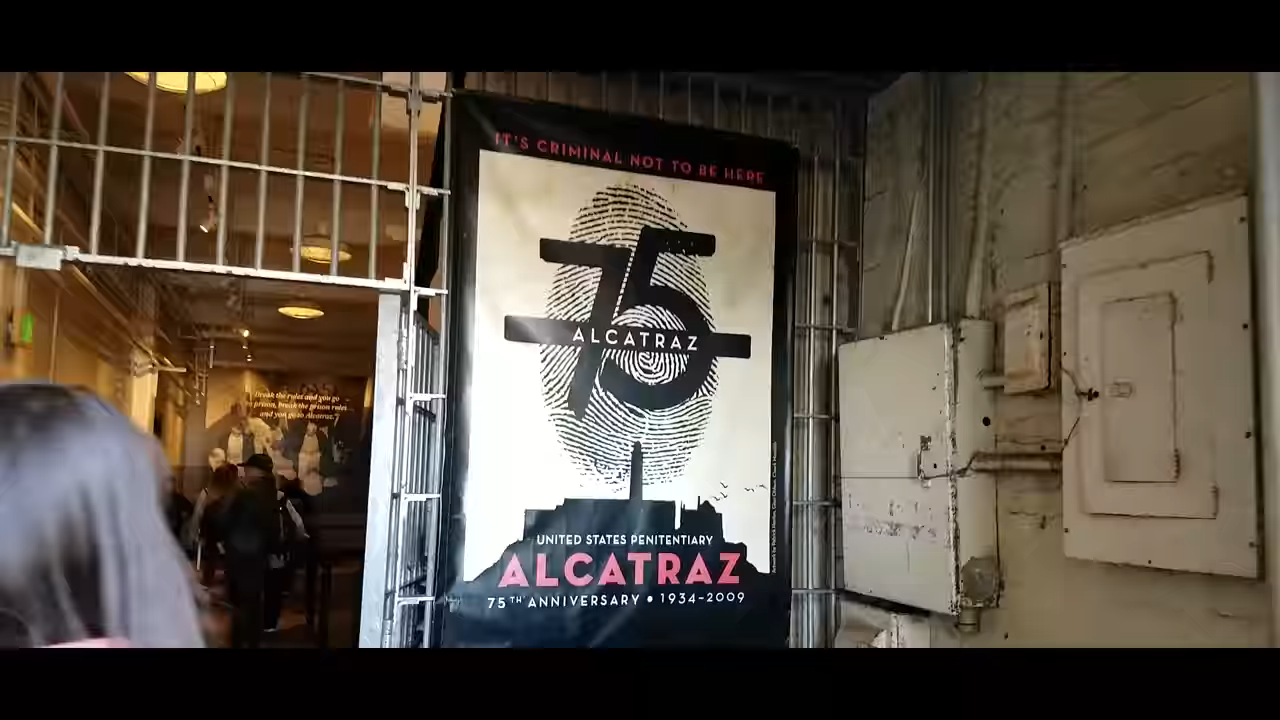 IT'S CRIMINAL NOT TO BE HERE
75
ALCATRAZ
UNITED STATES PENITENTIARY
ALCATRAZ
75TH ANNIVERSARY • 1934-2009
"Break the rules and you go
to prison, break the prison rules
and you go to Alcatraz."